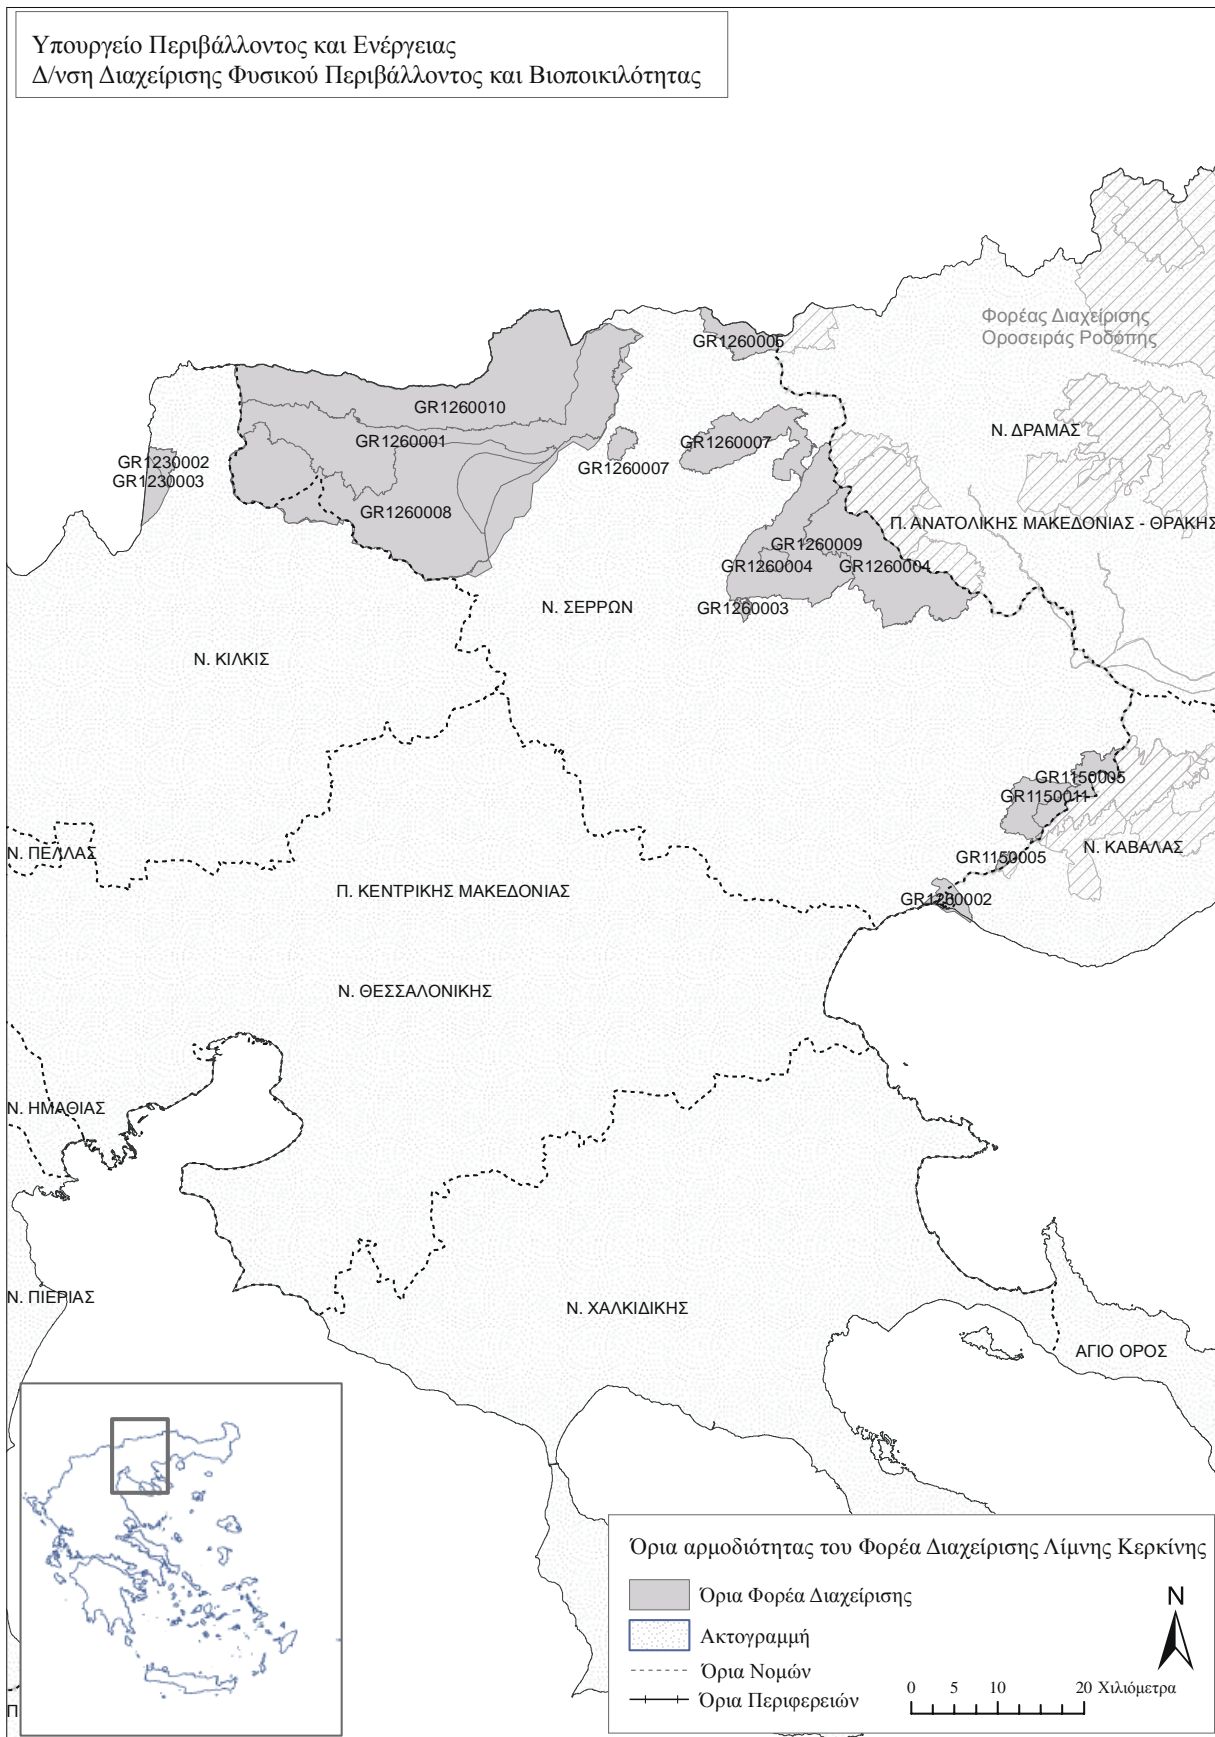 Υπουργείο Περιβάλλοντος και Ενέργειας
Δ/νση Διαχείρισης Φυσικού Περιβάλλοντος και Βιοποικιλότητας
Φορέας Διαχείρισης
Οροσειράς Ροδόπης
GR1260005
GR1260010
Ν. ΔΡΑΜΑΣ
GR1260001
GR1260007
GR1230002
GR1260007
GR1230003
GR1260008
Π. ΑΝΑΤΟΛΙΚΗΣ ΜΑΚΕΔΟΝΙΑΣ - ΘΡΑΚΗΣ
GR1260009
GR1260004
GR1260004
Ν. ΣΕΡΡΩΝ
GR1260003
Ν. ΚΙΛΚΙΣ
GR1150005
GR1150011
Ν. ΠΕΛΛΑΣ
Ν. ΚΑΒΑΛΑΣ
GR1150005
Π. ΚΕΝΤΡΙΚΗΣ ΜΑΚΕΔΟΝΙΑΣ
GR1260002
Ν. ΘΕΣΣΑΛΟΝΙΚΗΣ
Ν. ΗΜΑΘΙΑΣ
Ν. ΠΙΕΡΙΑΣ
Ν. ΧΑΛΚΙΔΙΚΗΣ
ΑΓΙΟ ΟΡΟΣ
Όρια αρμοδιότητας του Φορέα Διαχείρισης Λίμνης Κερκίνης
Όρια Φορέα Διαχείρισης
N
Ακτογραμμή
Όρια Νομών
Όρια Περιφερειών
0 5 10 20 Χιλιόμετρα
Π